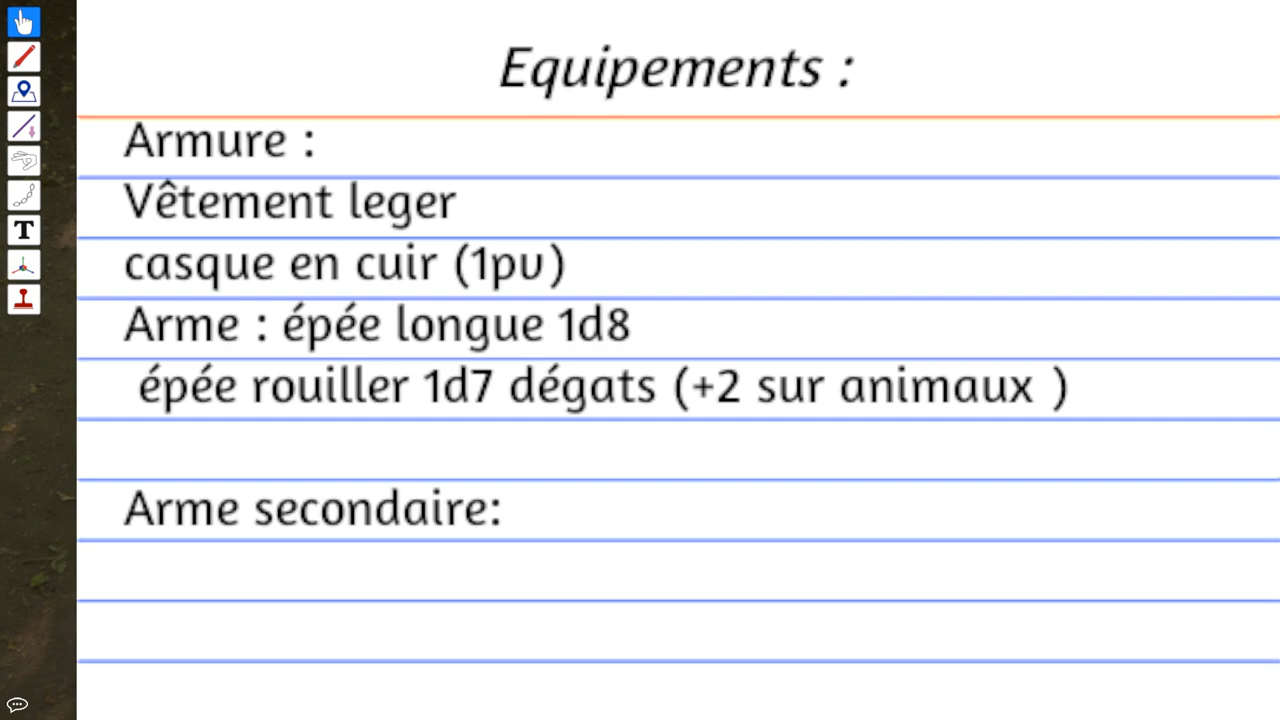 Equipements :
Armure :
Vêtement leger
casque en cuir (1pv)
Arme : épée longue 1d8
épée rouiller 1d7 dégats (+2 sur animaux )
Arme secondaire:
T